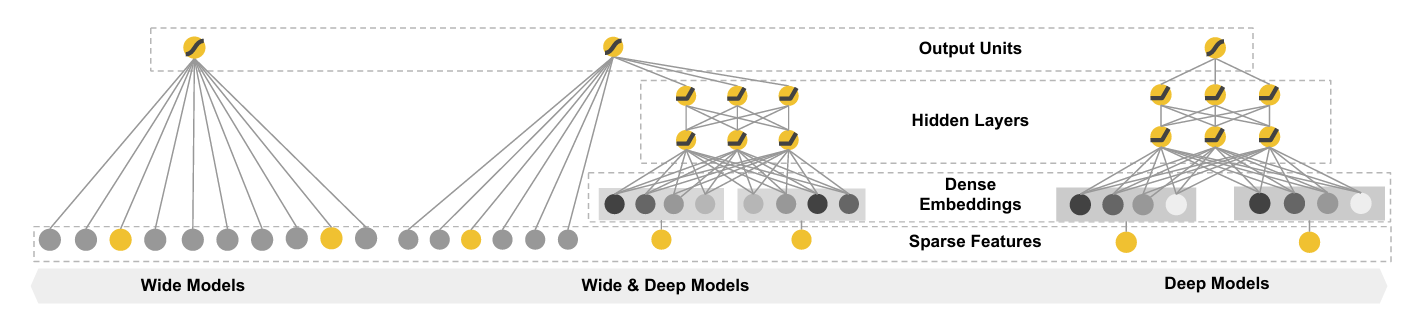 Output Units
Hidden Layers
Dense
Embeddings
Sparse Features
Wide Models
Wide & Deep Models
Deep Models